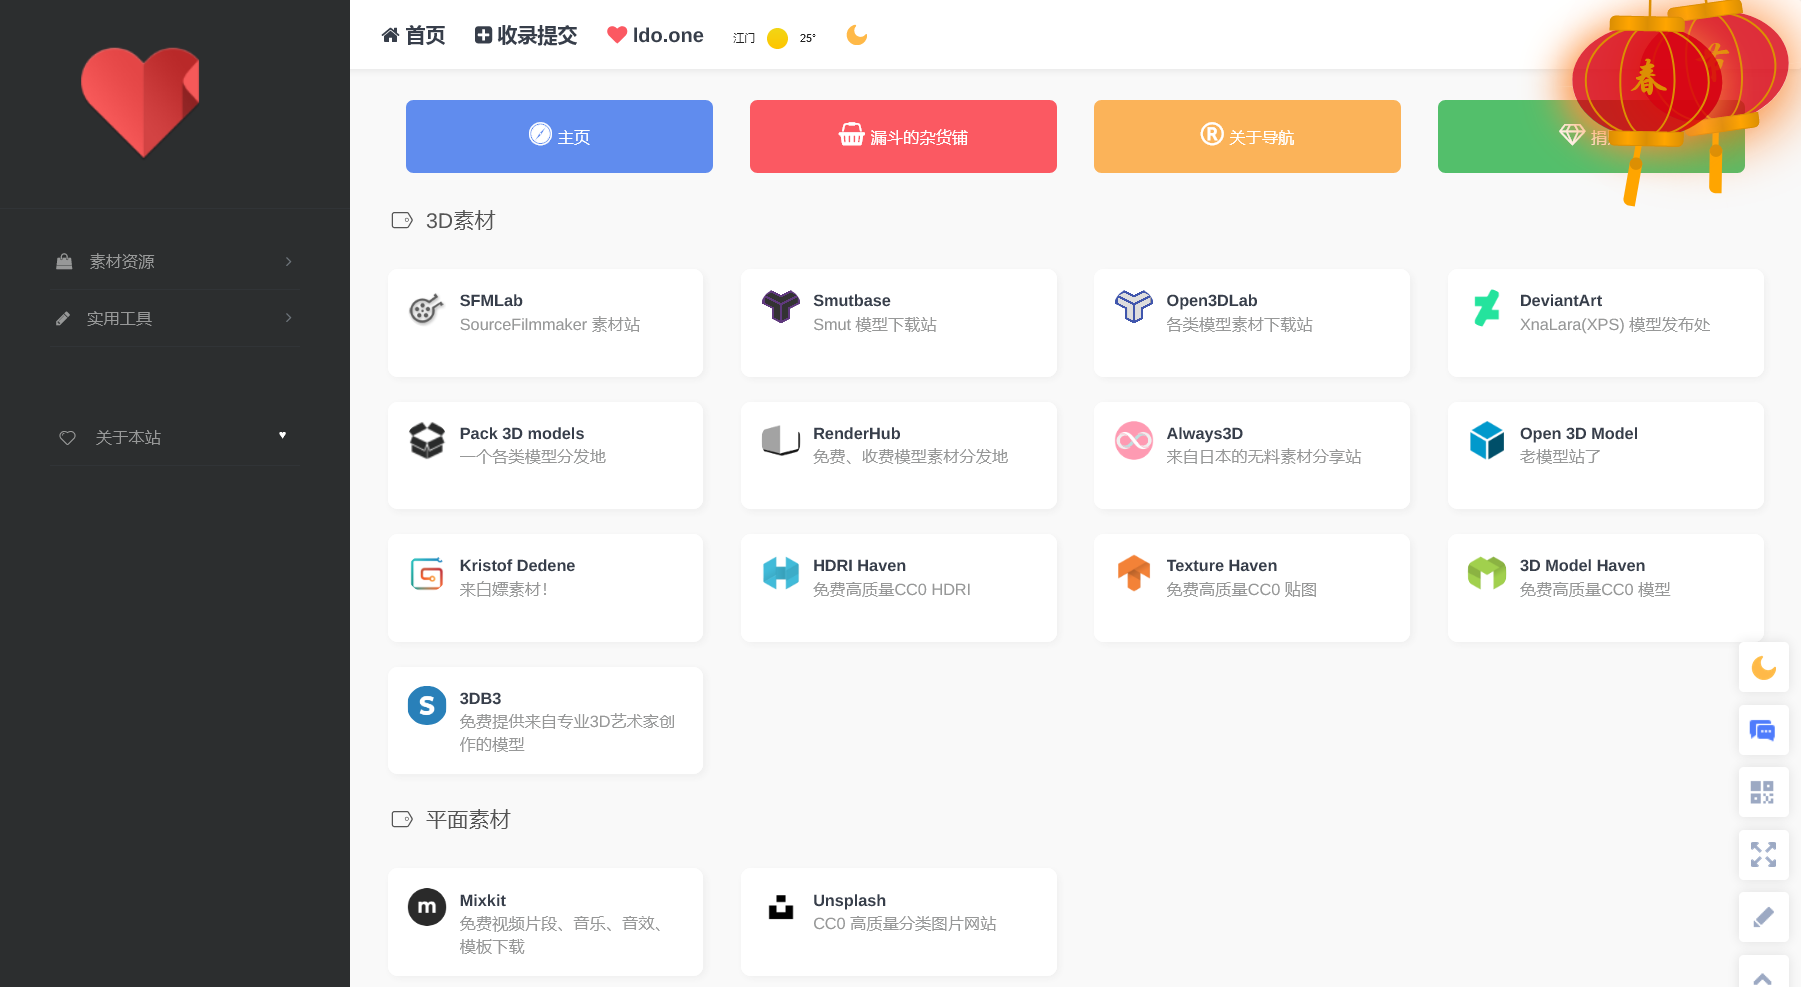 首页
收录提交
ldo.one
江门
25°
春
主页
漏斗的杂货铺
关于导航
素材资源
实用工具
关于本站
3D素材
SFMLab
SourceFilmmaker 素材站
Smutbase
Smut 模型下载站
Open3DLab
各类模型素材下载站
DeviantArt
XnaLara(XPS) 模型发布处
Pack 3D models
一个各类模型分发地
RenderHub
免费、收费模型素材分发地
Always3D
来自日本的无料素材分享站
Open 3D Model
老模型站了
Kristof Dedene
来白嫖素材！
HDRI Haven
免费高质量CC0 HDRI
Texture Haven
免费高质量CC0 贴图
3D Model Haven
免费高质量CC0 模型
S
3DB3
免费提供来自专业3D艺术家创
作的模型
平面素材
m
Mixkit
免费视频片段、音乐、音效、
模板下载
Unsplash
CC0 高质量分类图片网站